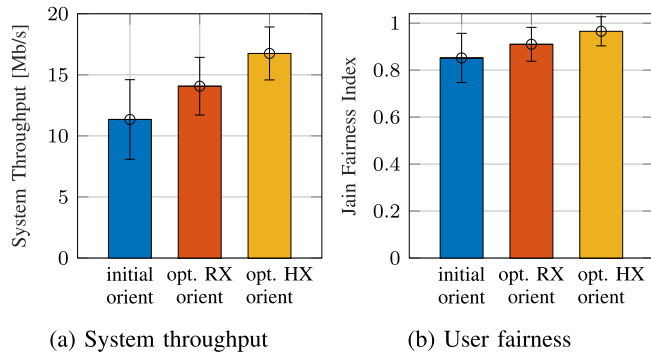 System Throughput [Mb/s]
20
15
10
5
0
initial
orient
opt. RX
orient
opt. HX
orient
(a) System throughput
Jain Fairness Index
1
0.8
0.6
0.4
0.2
0
initial
orient
opt. RX
orient
opt. HX
orient
(b) User fairness